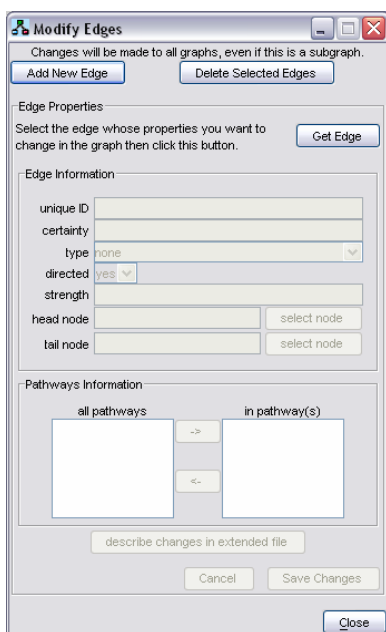 Modify Edges
Changes will be made to all graphs, even if this is a subgraph.
Add New Edge
Delete Selected Edges
Edge Properties
Select the edge whose properties you want to
change in the graph then click this button.
Get Edge
Edge Information
unique ID
certainty
type none
directed yes
strength
head node select node
tail node select node
Pathways Information
all pathways
in pathway(s)
->
<-
describe changes in extended file
Cancel
Save Changes
Close